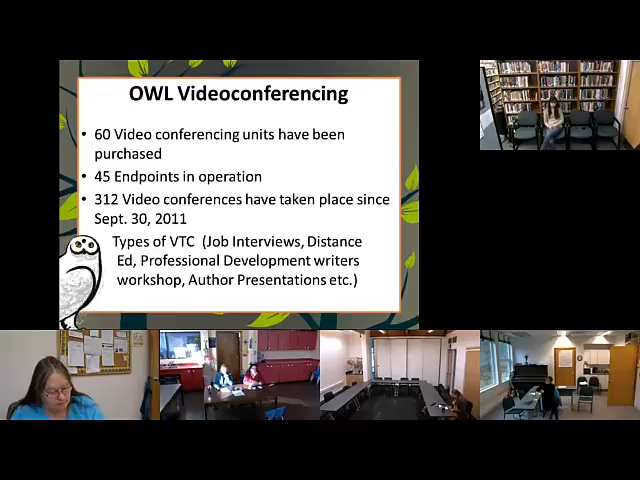 OWL Videoconferencing
• 60 Video conferencing units have been
purchased
• 45 Endpoints in operation
• 312 Video conferences have taken place since
Sept. 30, 2011
Types of VTC (Job Interviews, Distance
Ed, Professional Development writers
workshop, Author Presentations etc.)